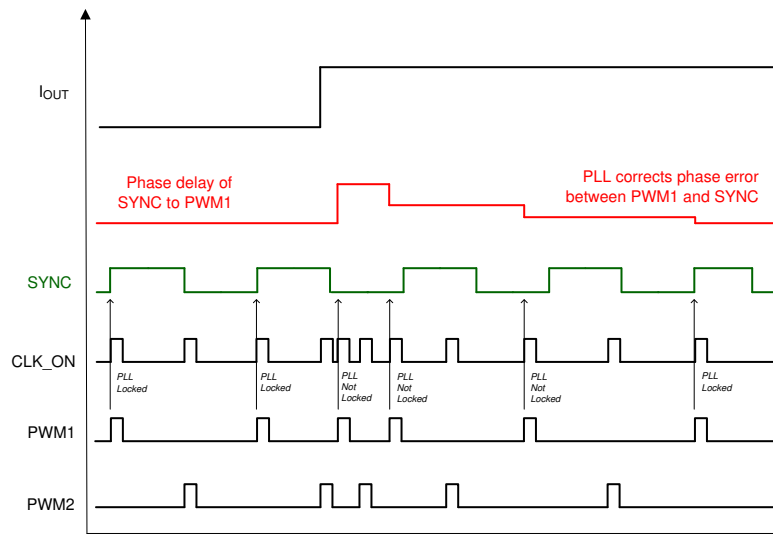 IOUT
Phase delay of
SYNC to PWM1
PLL corrects phase error
between PWM1 and SYNC
SYNC
CLK_ON
PLL
Locked
PLL
Locked
PLL
Not
Locked
PLL
Not
Locked
PLL
Not
Locked
PLL
Locked
PWM1
PWM2